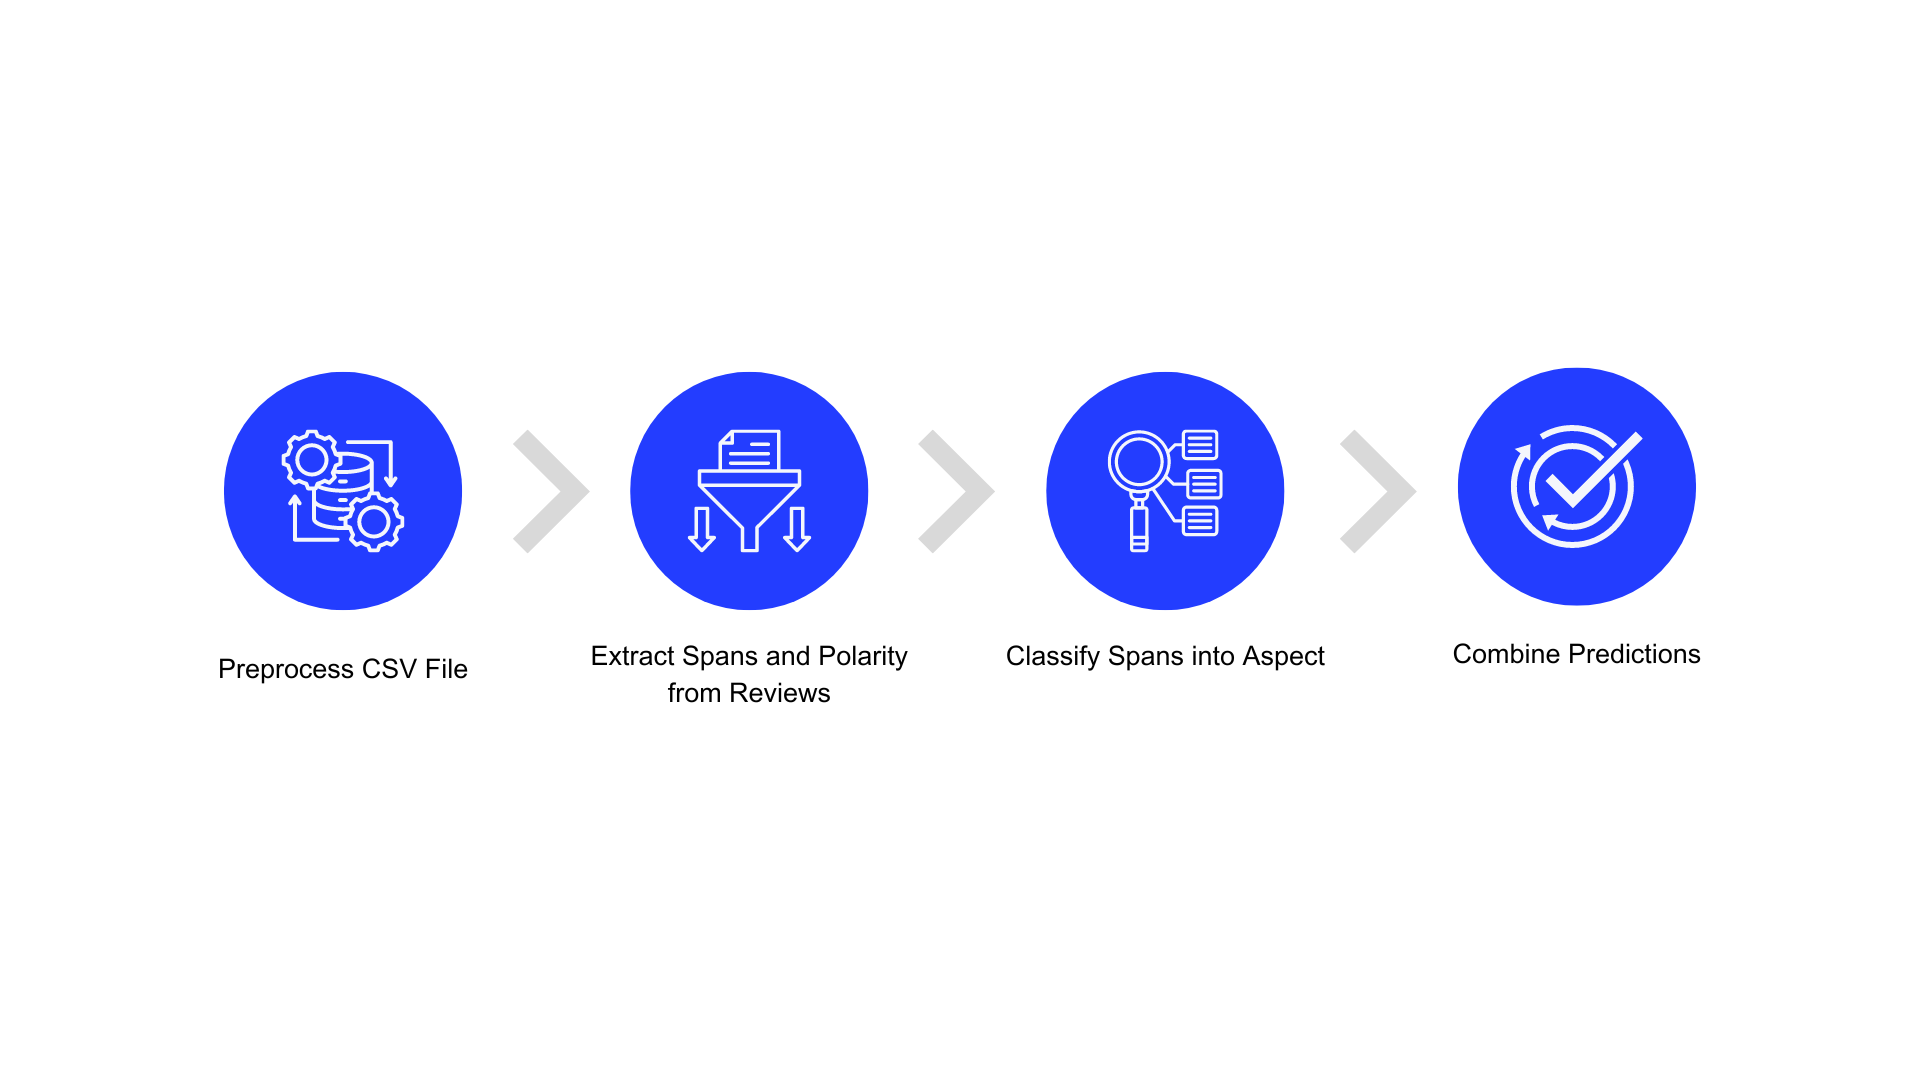 Preprocess CSV File
Extract Spans and Polarity
from Reviews
Classify Spans into Aspect
Combine Predictions